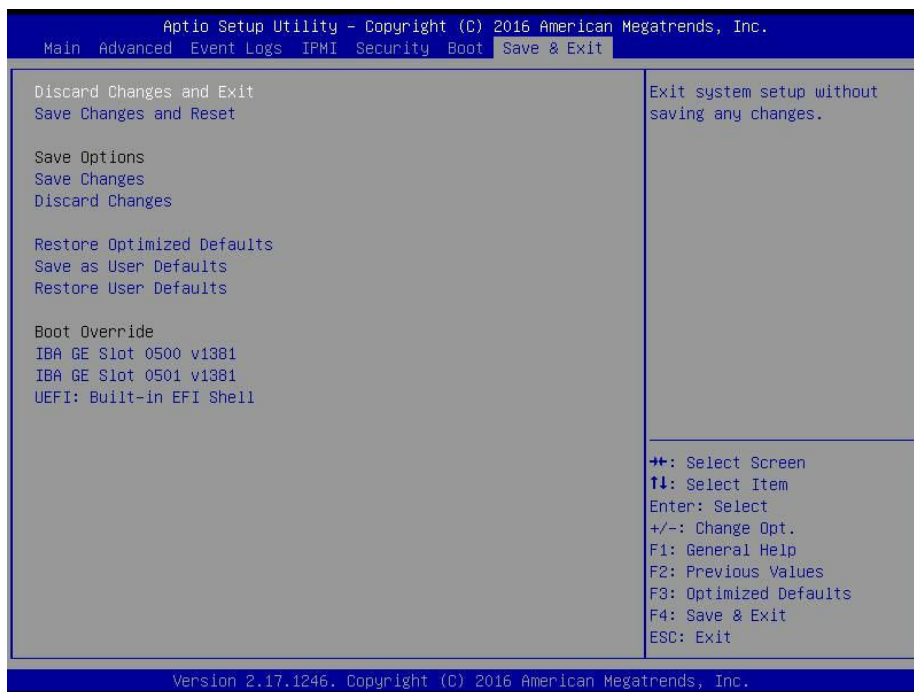 Aptio Setup Utility – Copyright (C) 2016 American Megatrends, Inc.
Main Advanced Event Logs IPMI Security Boot Save & Exit
Discard Changes and Exit
Save Changes and Reset
Save Options
Save Changes
Discard Changes
Restore Optimized Defaults
Save as User Defaults
Restore User Defaults
Boot Override
IBA GE Slot 0500 v1381
IBA GE Slot 0501 v1381
UEFI: Built-in EFI Shell
Exit system setup without
saving any changes.
→←: Select Screen
↑↓: Select Item
Enter: Select
+/-: Change Opt.
F1: General Help
F2: Previous Values
F3: Optimized Defaults
F4: Save & Exit
ESC: Exit
Version 2.17.1246. Copyright (C) 2016 American Megatrends, Inc.